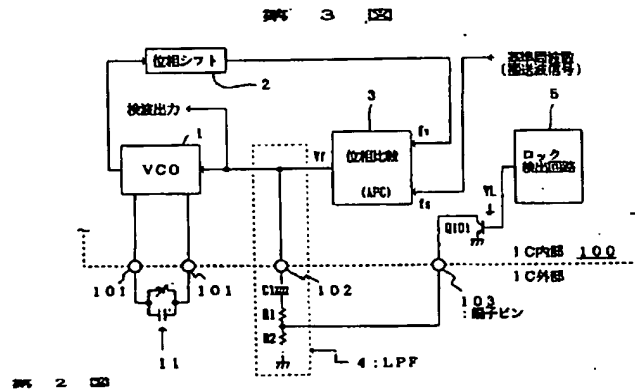 第 3 図
位相シフト
2
基準周波数
(搬送波信号)
検波出力
1
VCO
3
位相比較
(APC)
Vf
fv
fs
5
ロック
検出回路
VL
Q101
IC内部 100
IC外部
101
101
102
103
:端子ピン
C1
R1
R2
11
4:LPF
第 2 図